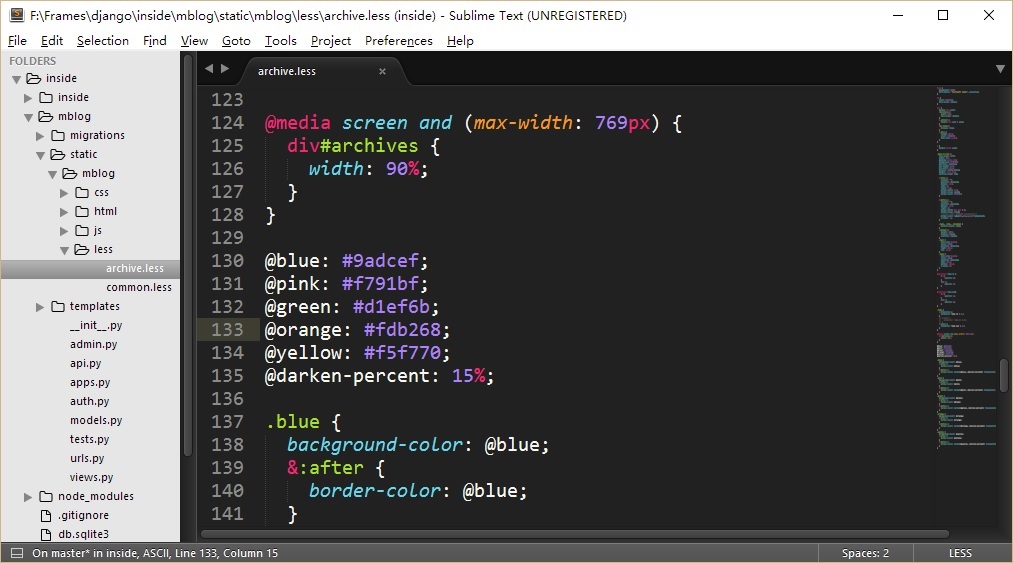 F:\Frames\django\inside\mblog\static\mblog\less\archive.less (inside) - Sublime Text (UNREGISTERED)
File Edit Selection Find View Goto Tools Project Preferences Help
FOLDERS
inside
inside
mblog
migrations
static
mblog
css
html
js
less
archive.less
common.less
templates
__init__.py
admin.py
api.py
apps.py
auth.py
models.py
tests.py
urls.py
views.py
node_modules
.gitignore
db.sqlite3
archive.less ×
123
124 @media screen and (max-width: 769px) {
125 div#archives {
126 width: 90%;
127 }
128 }
129
130 @blue: #9adcef;
131 @pink: #f791bf;
132 @green: #d1ef6b;
133 @orange: #fdb268;
134 @yellow: #f5f770;
135 @darken-percent: 15%;
136
137 .blue {
138 background-color: @blue;
139 &:after {
140 border-color: @blue;
141 }
On master* in inside, ASCII, Line 133, Column 15 Spaces: 2 LESS